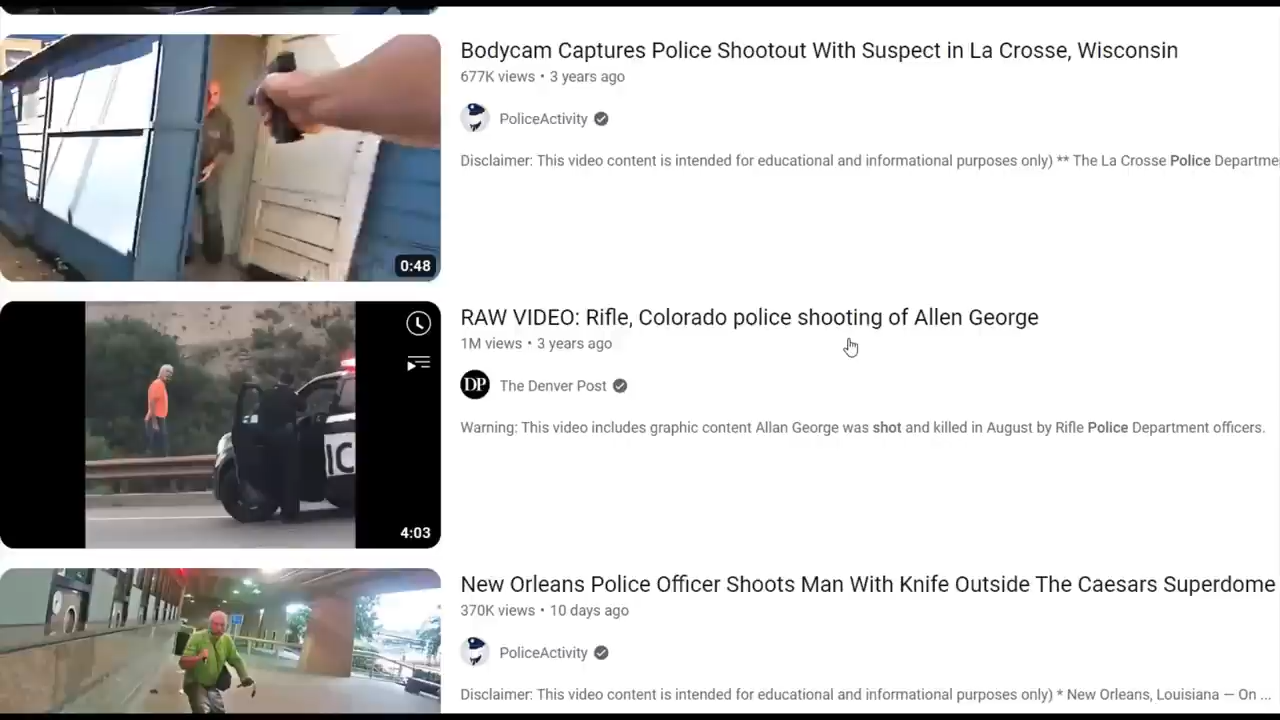 Bodycam Captures Police Shootout With Suspect in La Crosse, Wisconsin
677K views • 3 years ago
PoliceActivity
Disclaimer: This video content is intended for educational and informational purposes only) ** The La Crosse Police Departme
0:48
RAW VIDEO: Rifle, Colorado police shooting of Allen George
1M views • 3 years ago
DP The Denver Post
Warning: This video includes graphic content Allan George was shot and killed in August by Rifle Police Department officers.
IC
4:03
New Orleans Police Officer Shoots Man With Knife Outside The Caesars Superdome
370K views • 10 days ago
PoliceActivity
Disclaimer: This video content is intended for educational and informational purposes only) * New Orleans, Louisiana — On ...